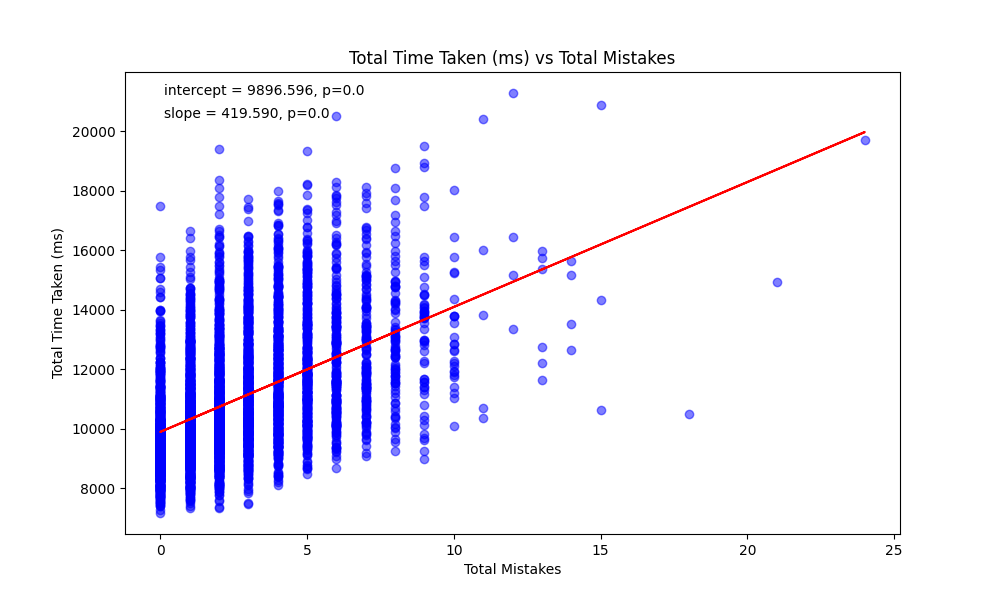 Total Time Taken (ms) vs Total Mistakes
intercept = 9896.596, p=0.0
slope = 419.590, p=0.0
20000
18000
16000
14000
12000
10000
8000
Total Time Taken (ms)
0 5 10 15 20 25
Total Mistakes